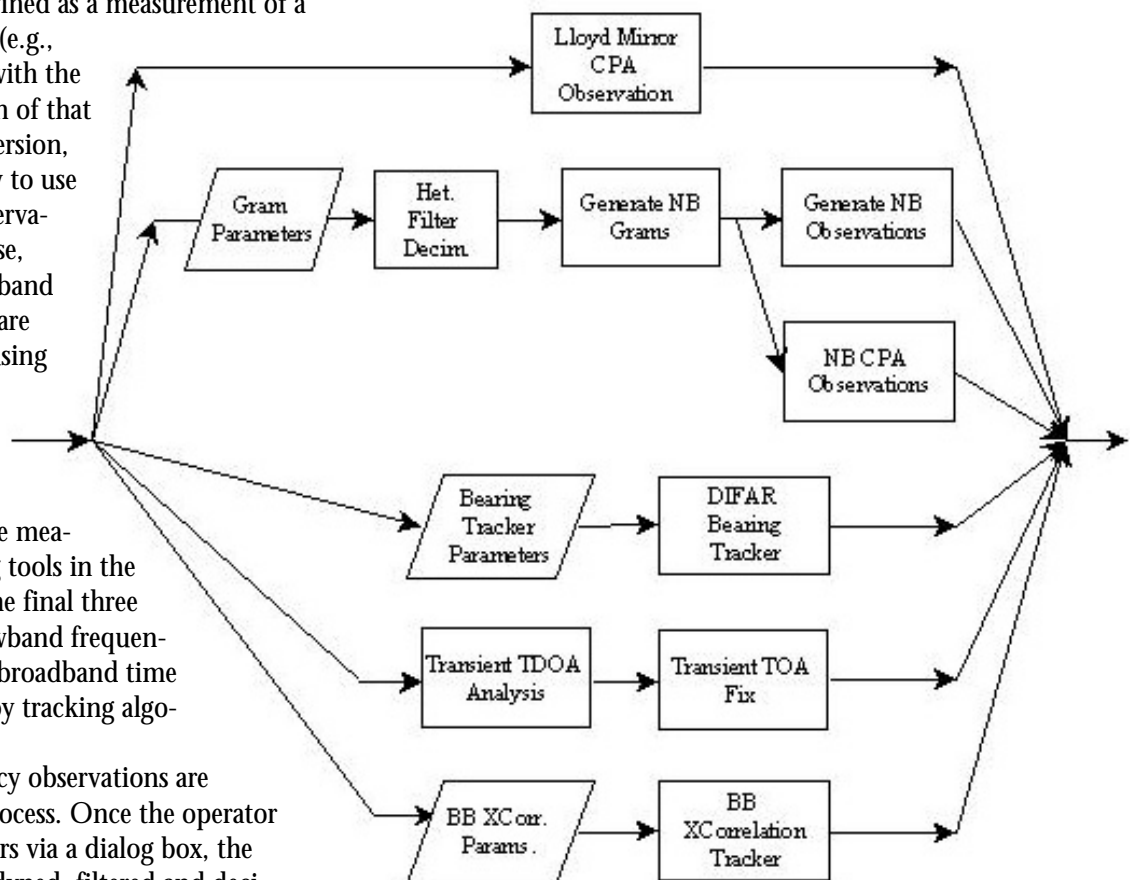 ined as a measurement of a
(e.g.,
with the
n of that
ersion,
y to use
erva-
se,
band
are
sing
e mea-
g tools in the
ne final three
wband frequen-
broadband time
by tracking algo-
cy observations are
ocess. Once the operator
rs via a dialog box, the
Lloyd Mirror
CPA
Observation
Gram
Parameters
Het.
Filter
Decim.
Generate NB
Grams
Generate NB
Observations
NB CPA
Observations
Bearing
Tracker
Parameters
DIFAR
Bearing
Tracker
Transient TDOA
Analysis
Transient TOA
Fix
BB XCorr.
Params.
BB
XCorrelation
Tracker